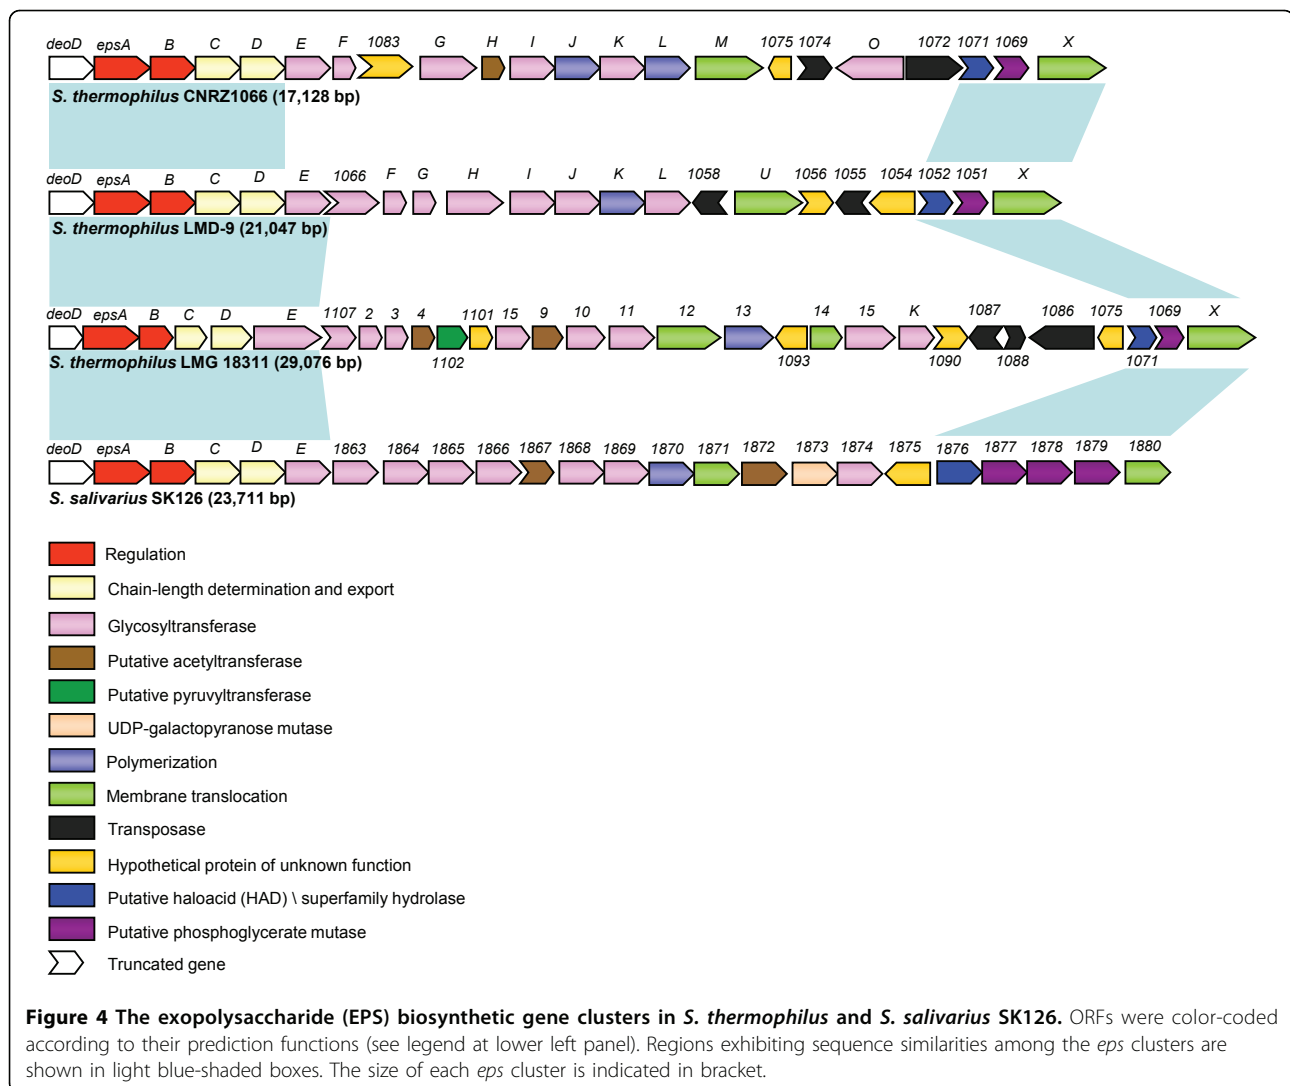 deoD epsA B C D E F 1083 G H I J K L M 1075 1074 O 1072 1071 1069 X
S. thermophilus CNRZ1066 (17,128 bp)
deoD epsA B C D E 1066 F G H I J K L 1058 U 1056 1055 1054 1052 1051 X
S. thermophilus LMD-9 (21,047 bp)
deoD epsA B C D E 1107 2 3 4 1101 15 9 10 11 12 13 14 15 K 1087 1086 1075 1069 X
S. thermophilus LMG 18311 (29,076 bp) 1102 1093 1090 1088 1071
deoD epsA B C D E 1863 1864 1865 1866 1867 1868 1869 1870 1871 1872 1873 1874 1875 1876 1877 1878 1879 1880
S. salivarius SK126 (23,711 bp)
Regulation
Chain-length determination and export
Glycosyltransferase
Putative acetyltransferase
Putative pyruvyltransferase
UDP-galactopyranose mutase
Polymerization
Membrane translocation
Transposase
Hypothetical protein of unknown function
Putative haloacid (HAD) \ superfamily hydrolase
Putative phosphoglycerate mutase
Truncated gene
Figure 4 The exopolysaccharide (EPS) biosynthetic gene clusters in S. thermophilus and S. salivarius SK126. ORFs were color-coded
according to their prediction functions (see legend at lower left panel). Regions exhibiting sequence similarities among the eps clusters are
shown in light blue-shaded boxes. The size of each eps cluster is indicated in bracket.